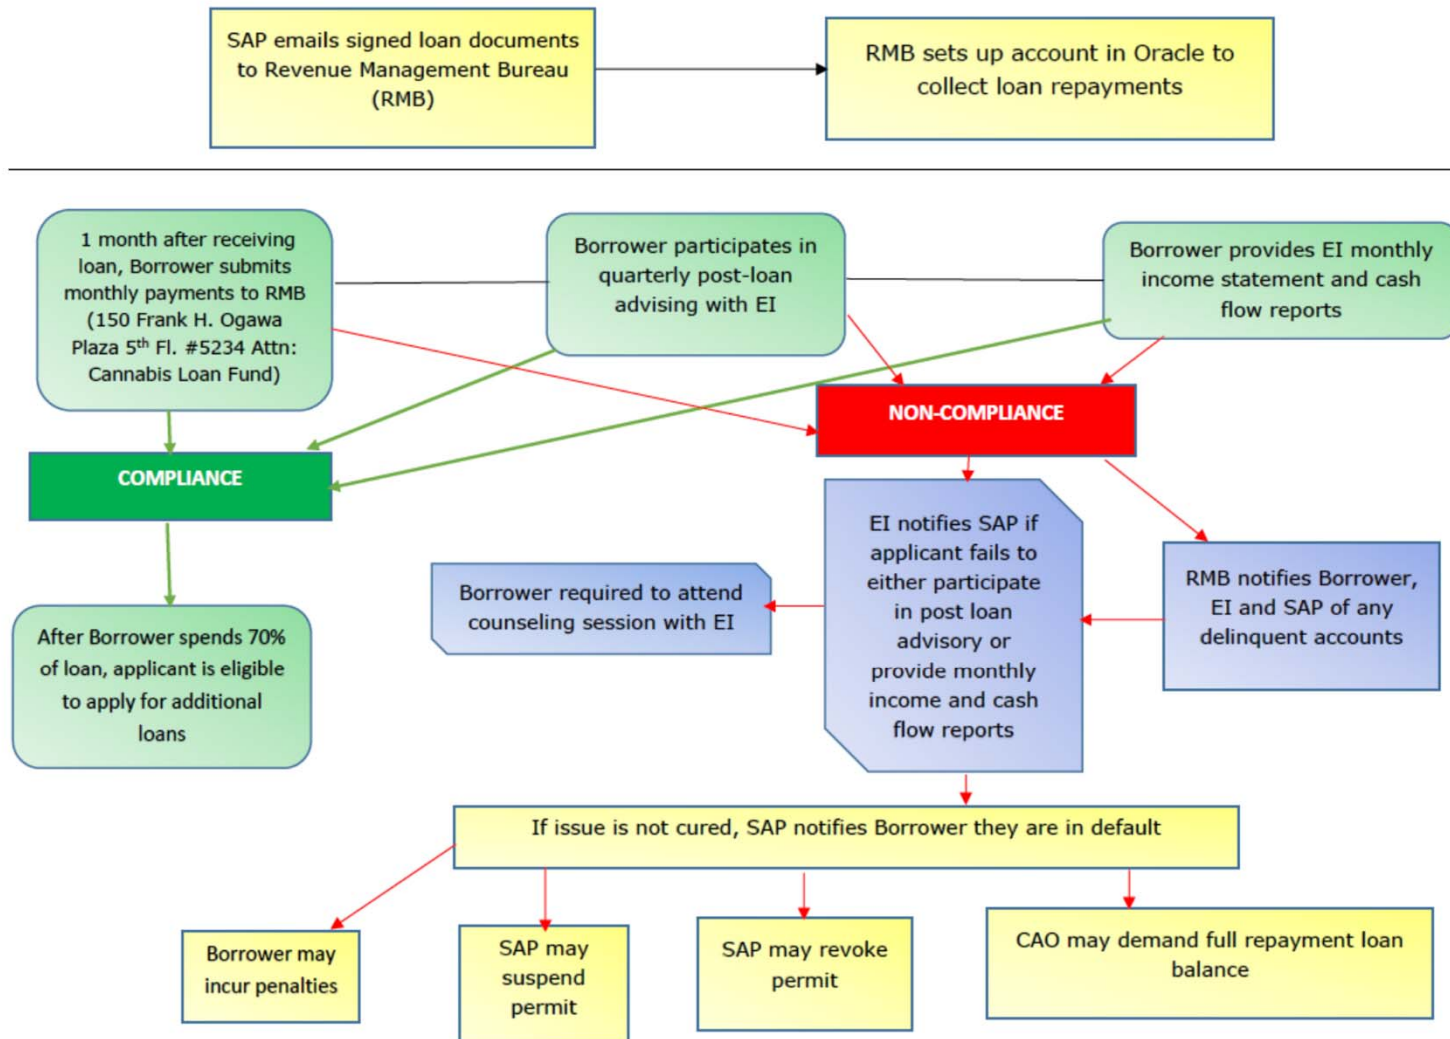 SAP emails signed loan documents
to Revenue Management Bureau
(RMB)
RMB sets up account in Oracle to
collect loan repayments
1 month after receiving
loan, Borrower submits
monthly payments to RMB
(150 Frank H. Ogawa
Plaza 5th Fl. #5234 Attn:
Cannabis Loan Fund)
Borrower participates in
quarterly post-loan
advising with EI
Borrower provides EI monthly
income statement and cash
flow reports
COMPLIANCE
NON-COMPLIANCE
After Borrower spends 70%
of loan, applicant is eligible
to apply for additional
loans
Borrower required to attend
counseling session with EI
EI notifies SAP if
applicant fails to
either participate
in post loan
advisory or
provide monthly
income and cash
flow reports
RMB notifies Borrower,
EI and SAP of any
delinquent accounts
If issue is not cured, SAP notifies Borrower they are in default
Borrower may
incur penalties
SAP may
suspend
permit
SAP may revoke
permit
CAO may demand full repayment loan
balance